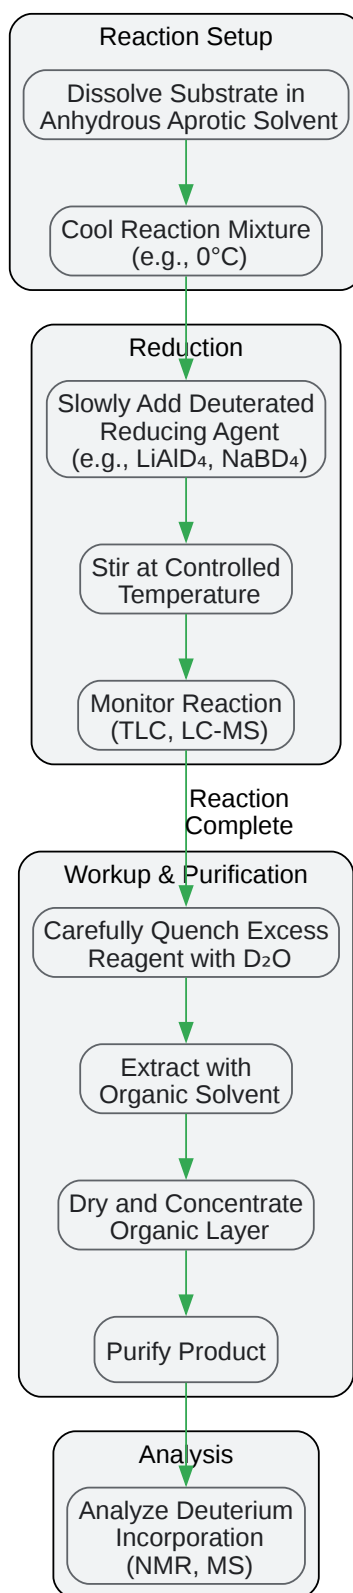 Reaction Setup
Dissolve Substrate in
Anhydrous Aprotic Solvent
Cool Reaction Mixture
(e.g., 0°C)
Reduction
Slowly Add Deuterated
Reducing Agent
(e.g., LiAlD₄, NaBD₄)
Stir at Controlled
Temperature
Monitor Reaction
(TLC, LC-MS)
Reaction
Complete
Workup & Purification
Carefully Quench Excess
Reagent with D₂O
Extract with
Organic Solvent
Dry and Concentrate
Organic Layer
Purify Product
Analysis
Analyze Deuterium
Incorporation
(NMR, MS)